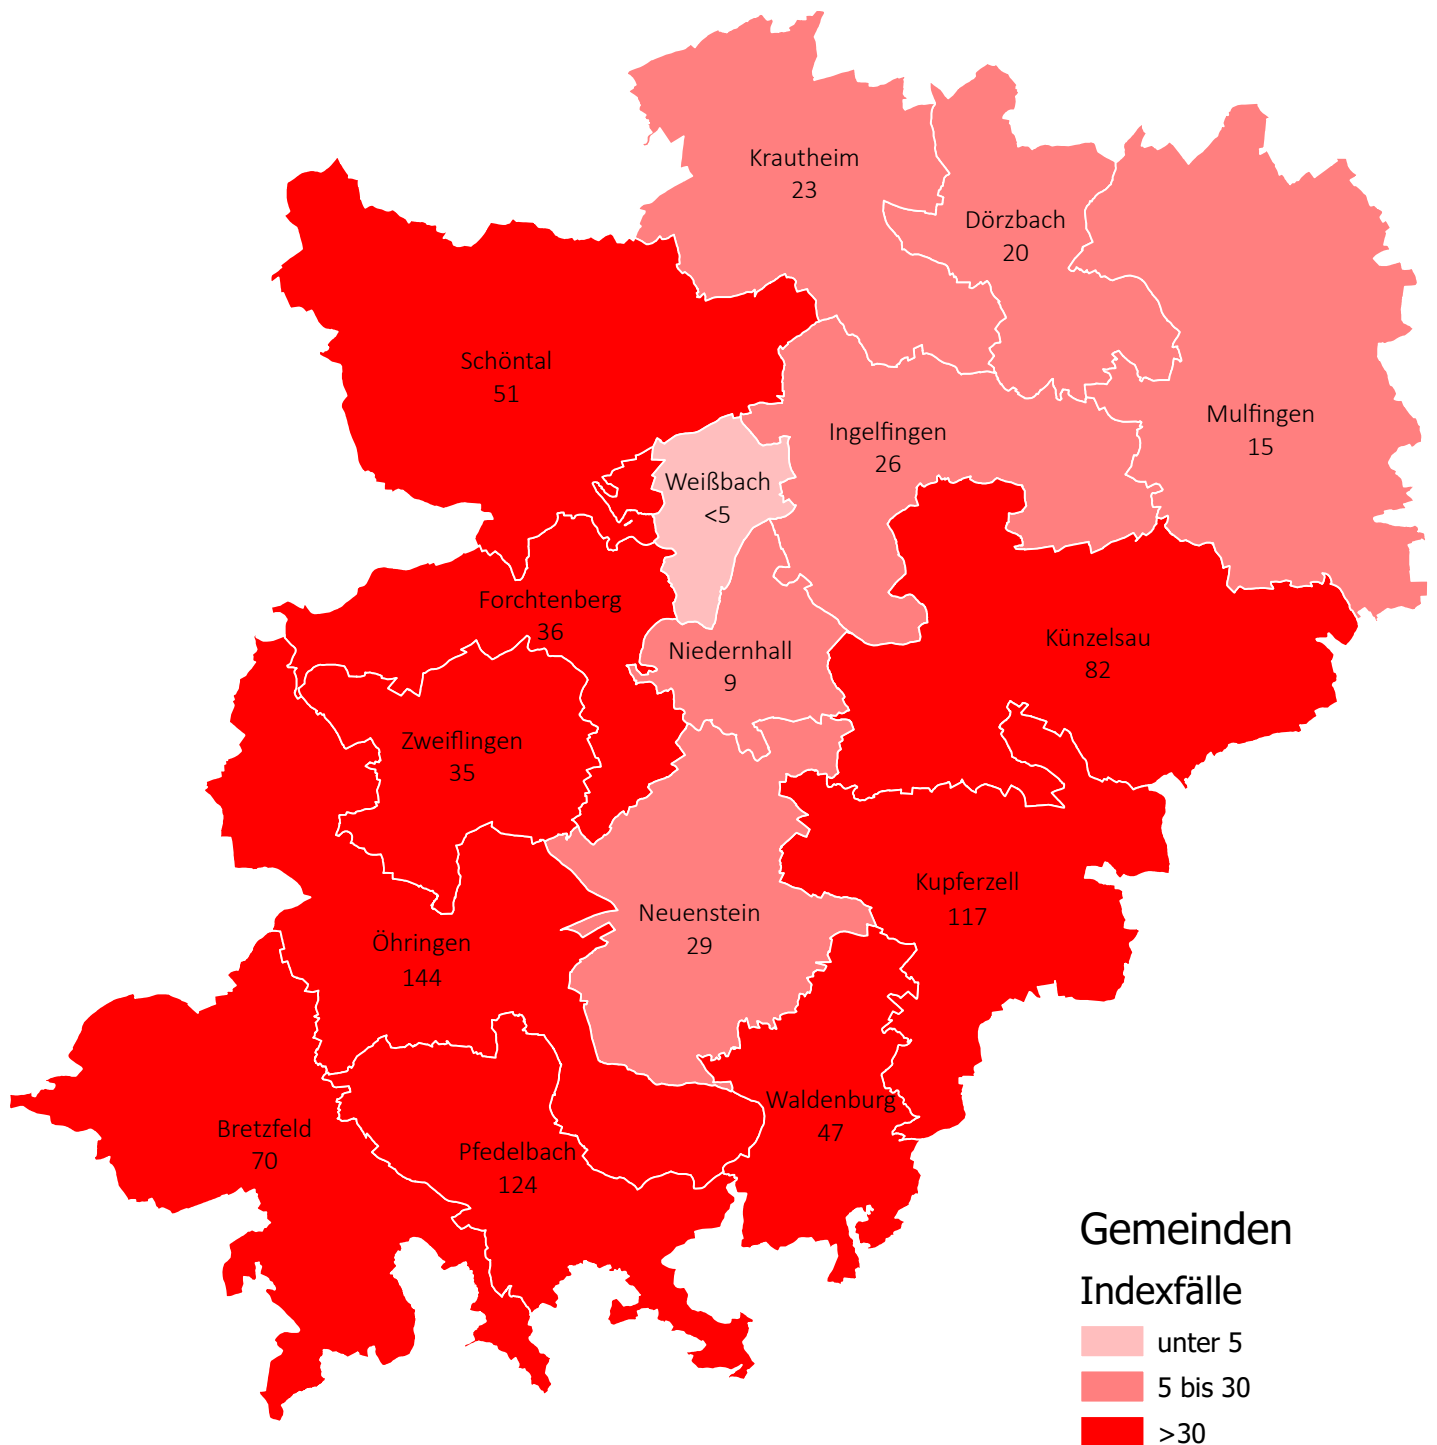 Krautheim
23
Dörzbach
20
Schöntal
51
Mulfingen
15
Ingelfingen
26
Weißbach
<5
Forchtenberg
36
Niedernhall
9
Künzelsau
82
Zweiflingen
35
Kupferzell
117
Neuenstein
29
Öhringen
144
Waldenburg
47
Bretzfeld
70
Pfedelbach
124
Gemeinden
Indexfälle
unter 5
5 bis 30
>30